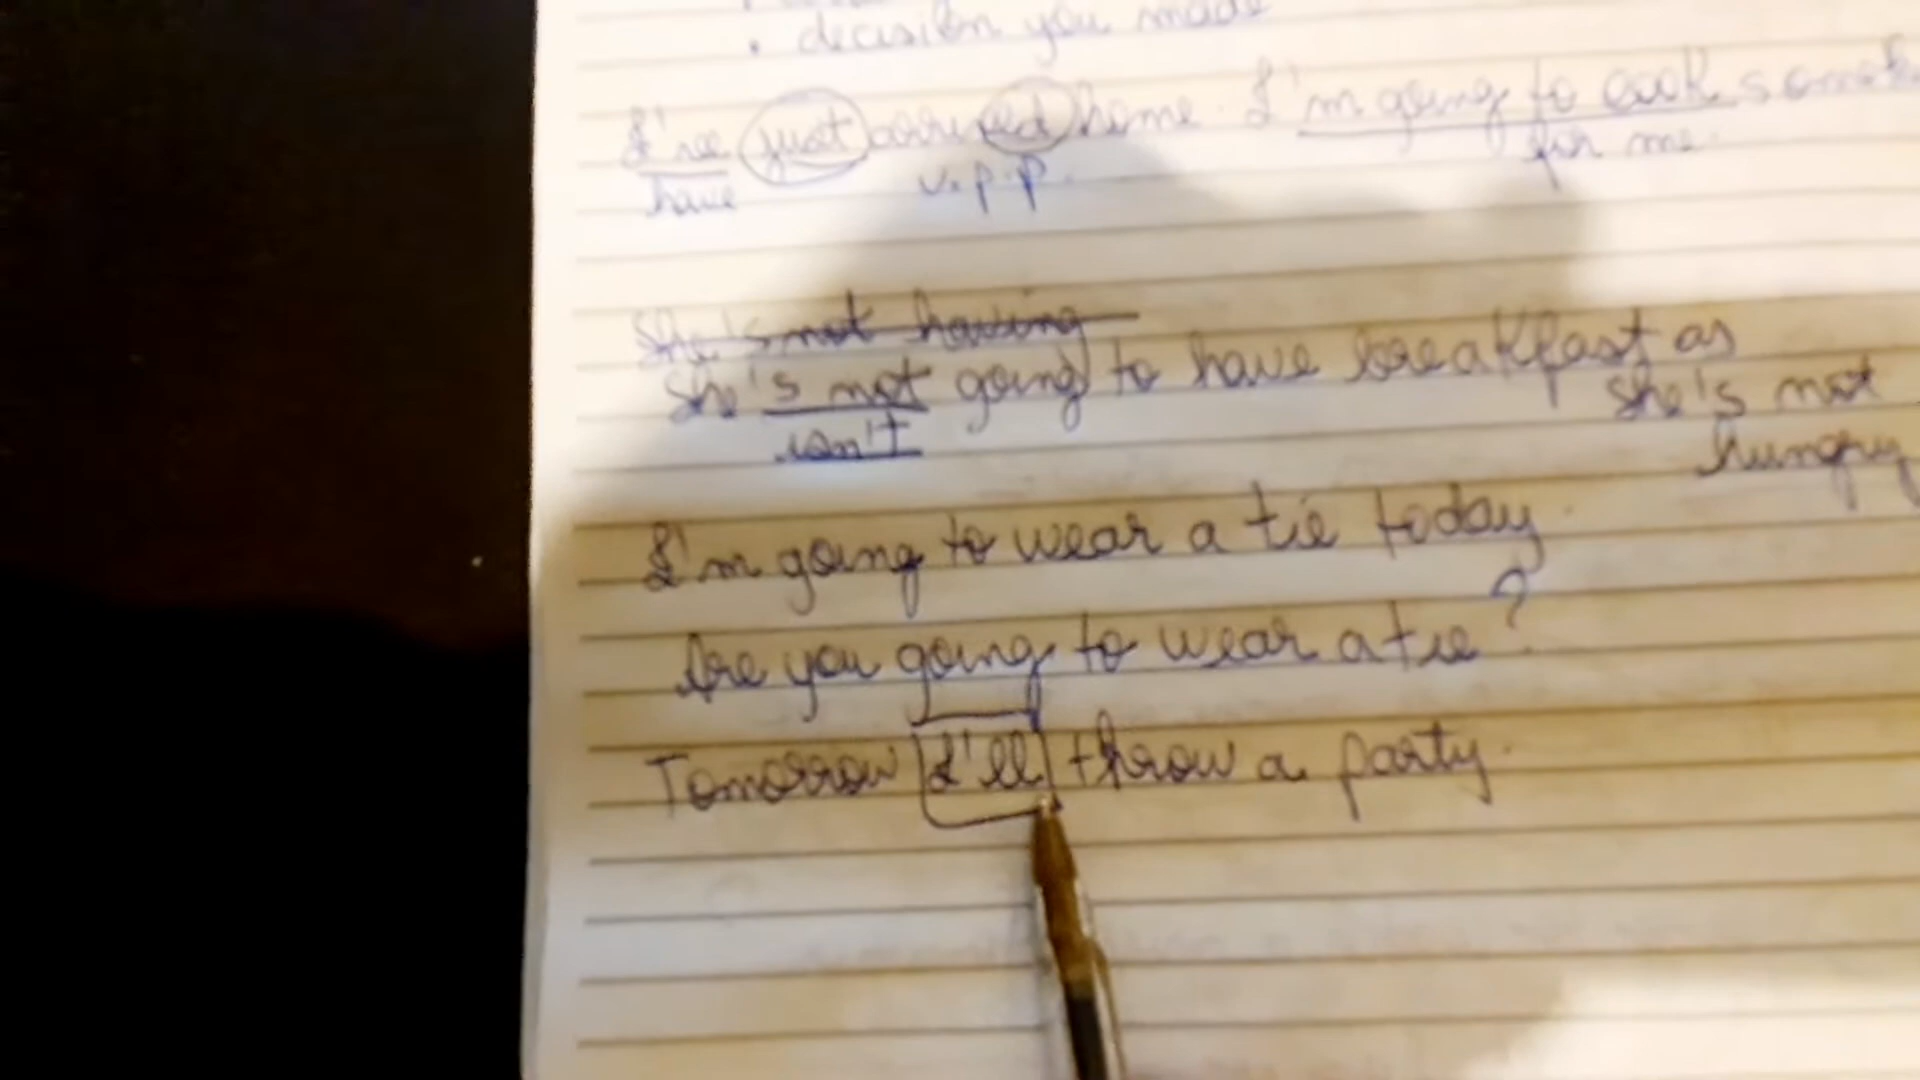 • decision you made
I've just arrived home. I'm going to cook
have v.p.p. for me.
She's not having
She's not going to have breakfast as
isn't she's not
hungry
I'm going to wear a tie today.
Are you going to wear a tie?
Tomorrow I'll throw a party.